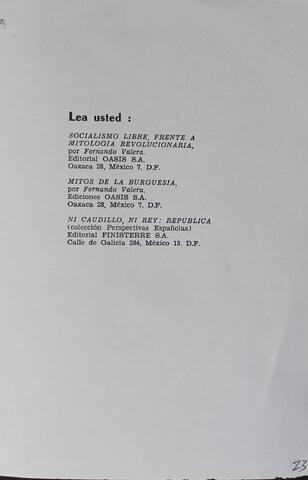 Lea usted :
SOCIALISMO LIBRE, FRENTE A
MITOLOGIA REVOLUCIONARIA,
por Fernando Valera.
Editorial OASIS S.A.
Oaxaca 28, México 7. D.F.
MITOS DE LA BURGUESIA,
por Fernando Valera.
Ediciones OASIS S.A.
Oaxaca 28, México 7. D.F.
NI CAUDILLO, NI REY: REPUBLICA
(colección Perspectivas Españolas)
Editorial FINISTERRE S.A.
Calle de Galicia 284, México 13. D.F.
23